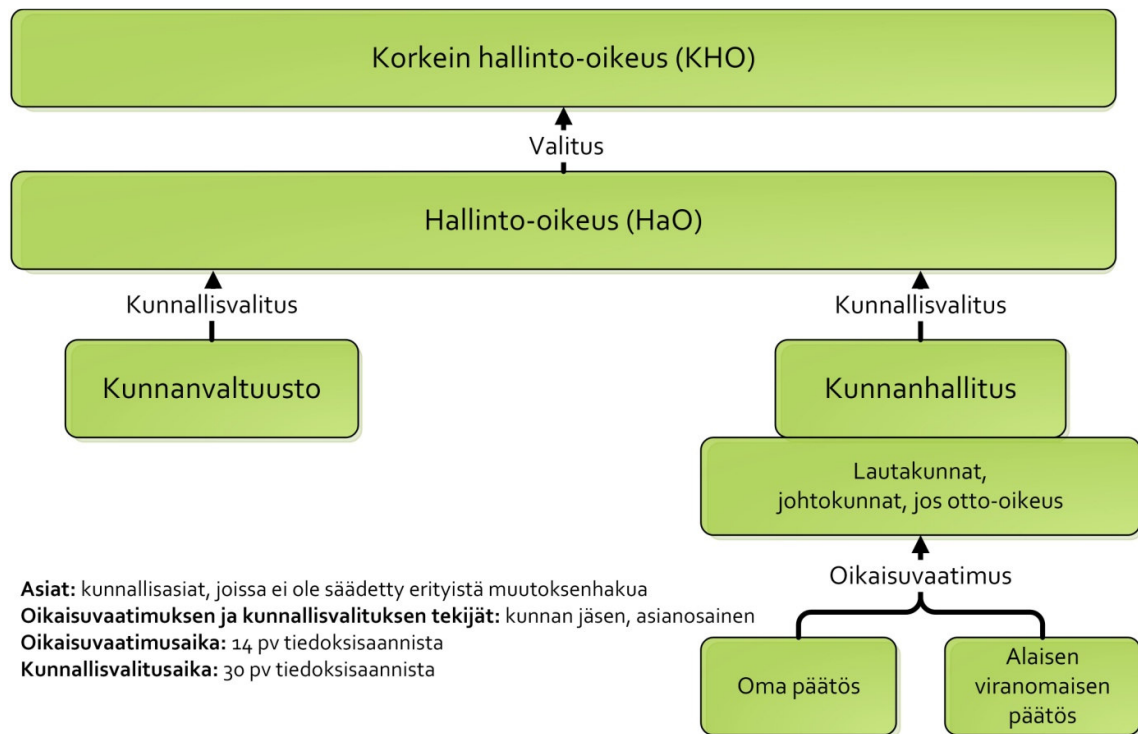 Korkein hallinto-oikeus (KHO)
Valitus
Hallinto-oikeus (HaO)
Kunnallisvalitus
Kunnallisvalitus
Kunnanvaltuusto
Kunnanhallitus
Lautakunnat,
johtokunnat, jos otto-oikeus
Oikaisuvaatimus
Oma päätös
Alaisen
viranomaisen
päätös
Asiat: kunnallisasiat, joissa ei ole säädetty erityistä muutoksenhakua
Oikaisuvaatimuksen ja kunnallisvalituksen tekijät: kunnan jäsen, asianosainen
Oikaisuvaatimusaika: 14 pv tiedoksisaannista
Kunnallisvalitusaika: 30 pv tiedoksisaannista